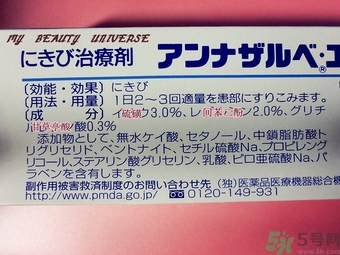 MY BEAUTY UNIVERSE
にきび治療剤 アンナザルベ・エ
®
〔効能・効果〕にきび
〔用法・用量〕1日2〜3回適量を患部にすりこみます。
〔成 分〕硫磺3.0%、レ间苯二酚2.0%、グリチ
甘草亭酸酸0.3%
添加物として、無水ケイ酸、セタノール、中鎖脂肪酸ト
リグリセリド、ベントナイト、セチル硫酸Na、プロピレング
リコール、ステアリン酸グリセリン、乳酸、ピロ亜硫酸Na、パ
ラベンを含有します。
副作用被害救済制度のお問い合わせ先 (独)医薬品医療機器総合機
http://www.pmda.go.jp/ 0120-149-931
5号网
www.5h.com